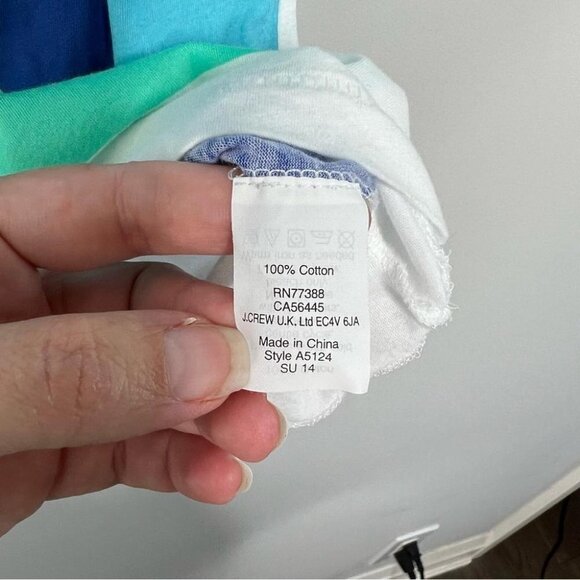 100% Cotton
RN77388
CA56445
J.CREW U.K. Ltd EC4V 6JA
Made in China
Style A5124
SU 14